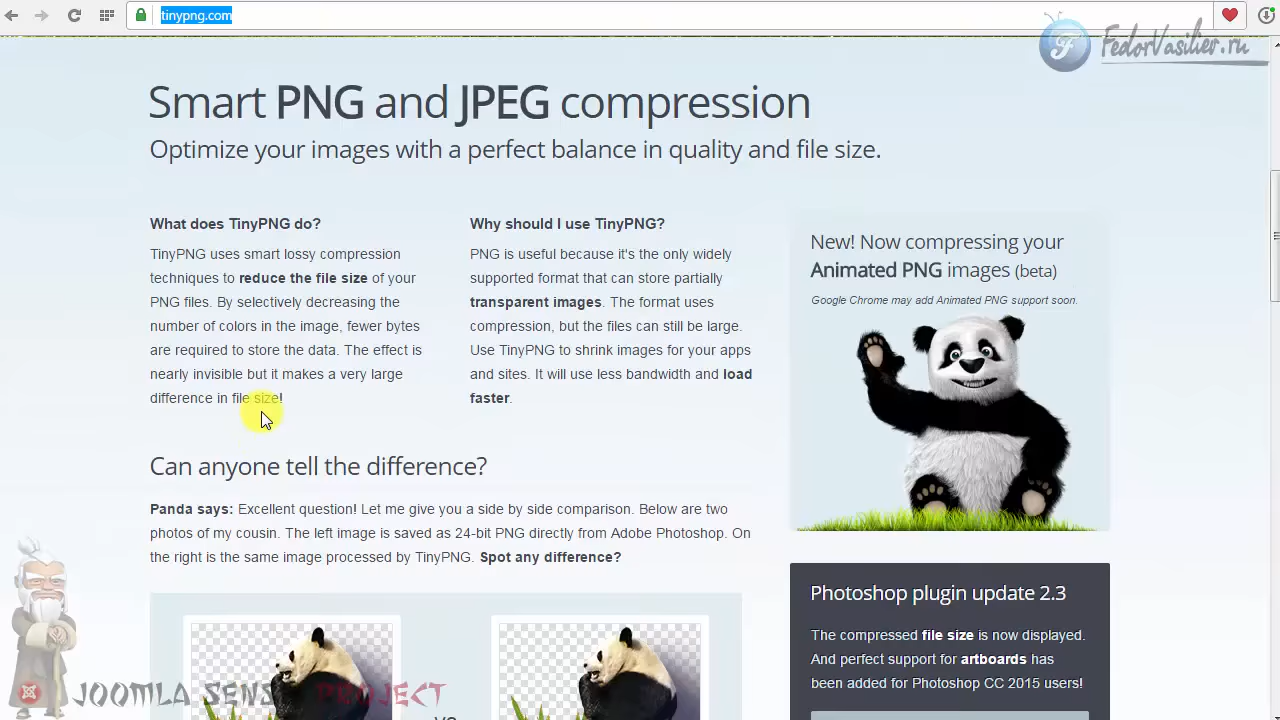 tinypng.com
FedorVasiliev.ru
Smart PNG and JPEG compression
Optimize your images with a perfect balance in quality and file size.
What does TinyPNG do?
TinyPNG uses smart lossy compression
techniques to reduce the file size of your
PNG files. By selectively decreasing the
number of colors in the image, fewer bytes
are required to store the data. The effect is
nearly invisible but it makes a very large
difference in file size!
Why should I use TinyPNG?
PNG is useful because it's the only widely
supported format that can store partially
transparent images. The format uses
compression, but the files can still be large.
Use TinyPNG to shrink images for your apps
and sites. It will use less bandwidth and load
faster.
New! Now compressing your
Animated PNG images (beta)
Google Chrome may add Animated PNG support soon.
Can anyone tell the difference?
Panda says: Excellent question! Let me give you a side by side comparison. Below are two
photos of my cousin. The left image is saved as 24-bit PNG directly from Adobe Photoshop. On
the right is the same image processed by TinyPNG. Spot any difference?
Photoshop plugin update 2.3
The compressed file size is now displayed.
And perfect support for artboards has
been added for Photoshop CC 2015 users!
JOOMLA SENS PROJECT